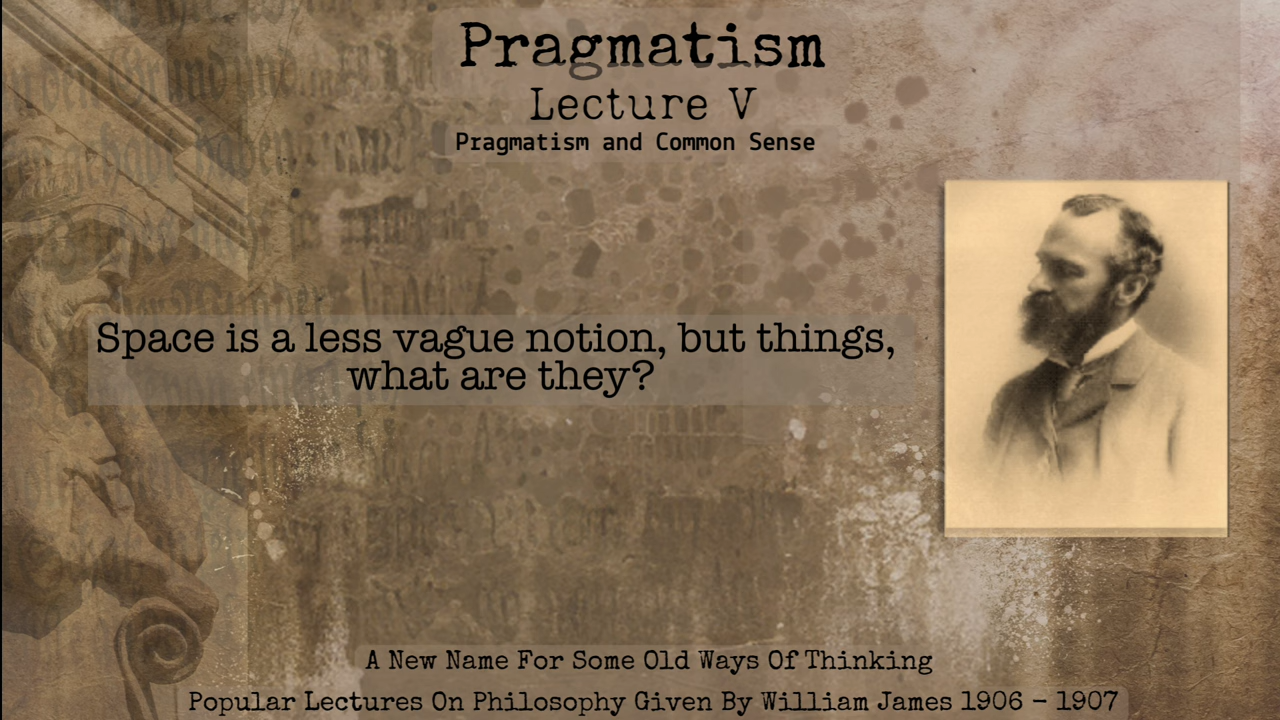 Pragmatism
Lecture V
Pragmatism and Common Sense
Space is a less vague notion, but things,
what are they?
A New Name For Some Old Ways Of Thinking
Popular Lectures On Philosophy Given By William James 1906 - 1907